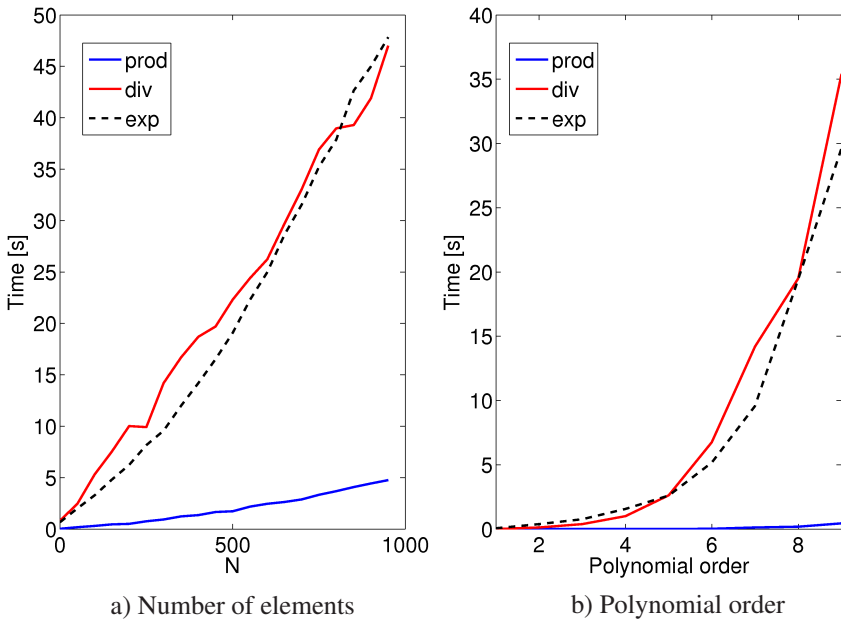 50
45
40
35
30
25
20
15
10
5
0
Time [s]
prod
div
exp
0
500
1000
N
a) Number of elements
40
35
30
25
20
15
10
5
0
Time [s]
prod
div
exp
2
4
6
8
Polynomial order
b) Polynomial order